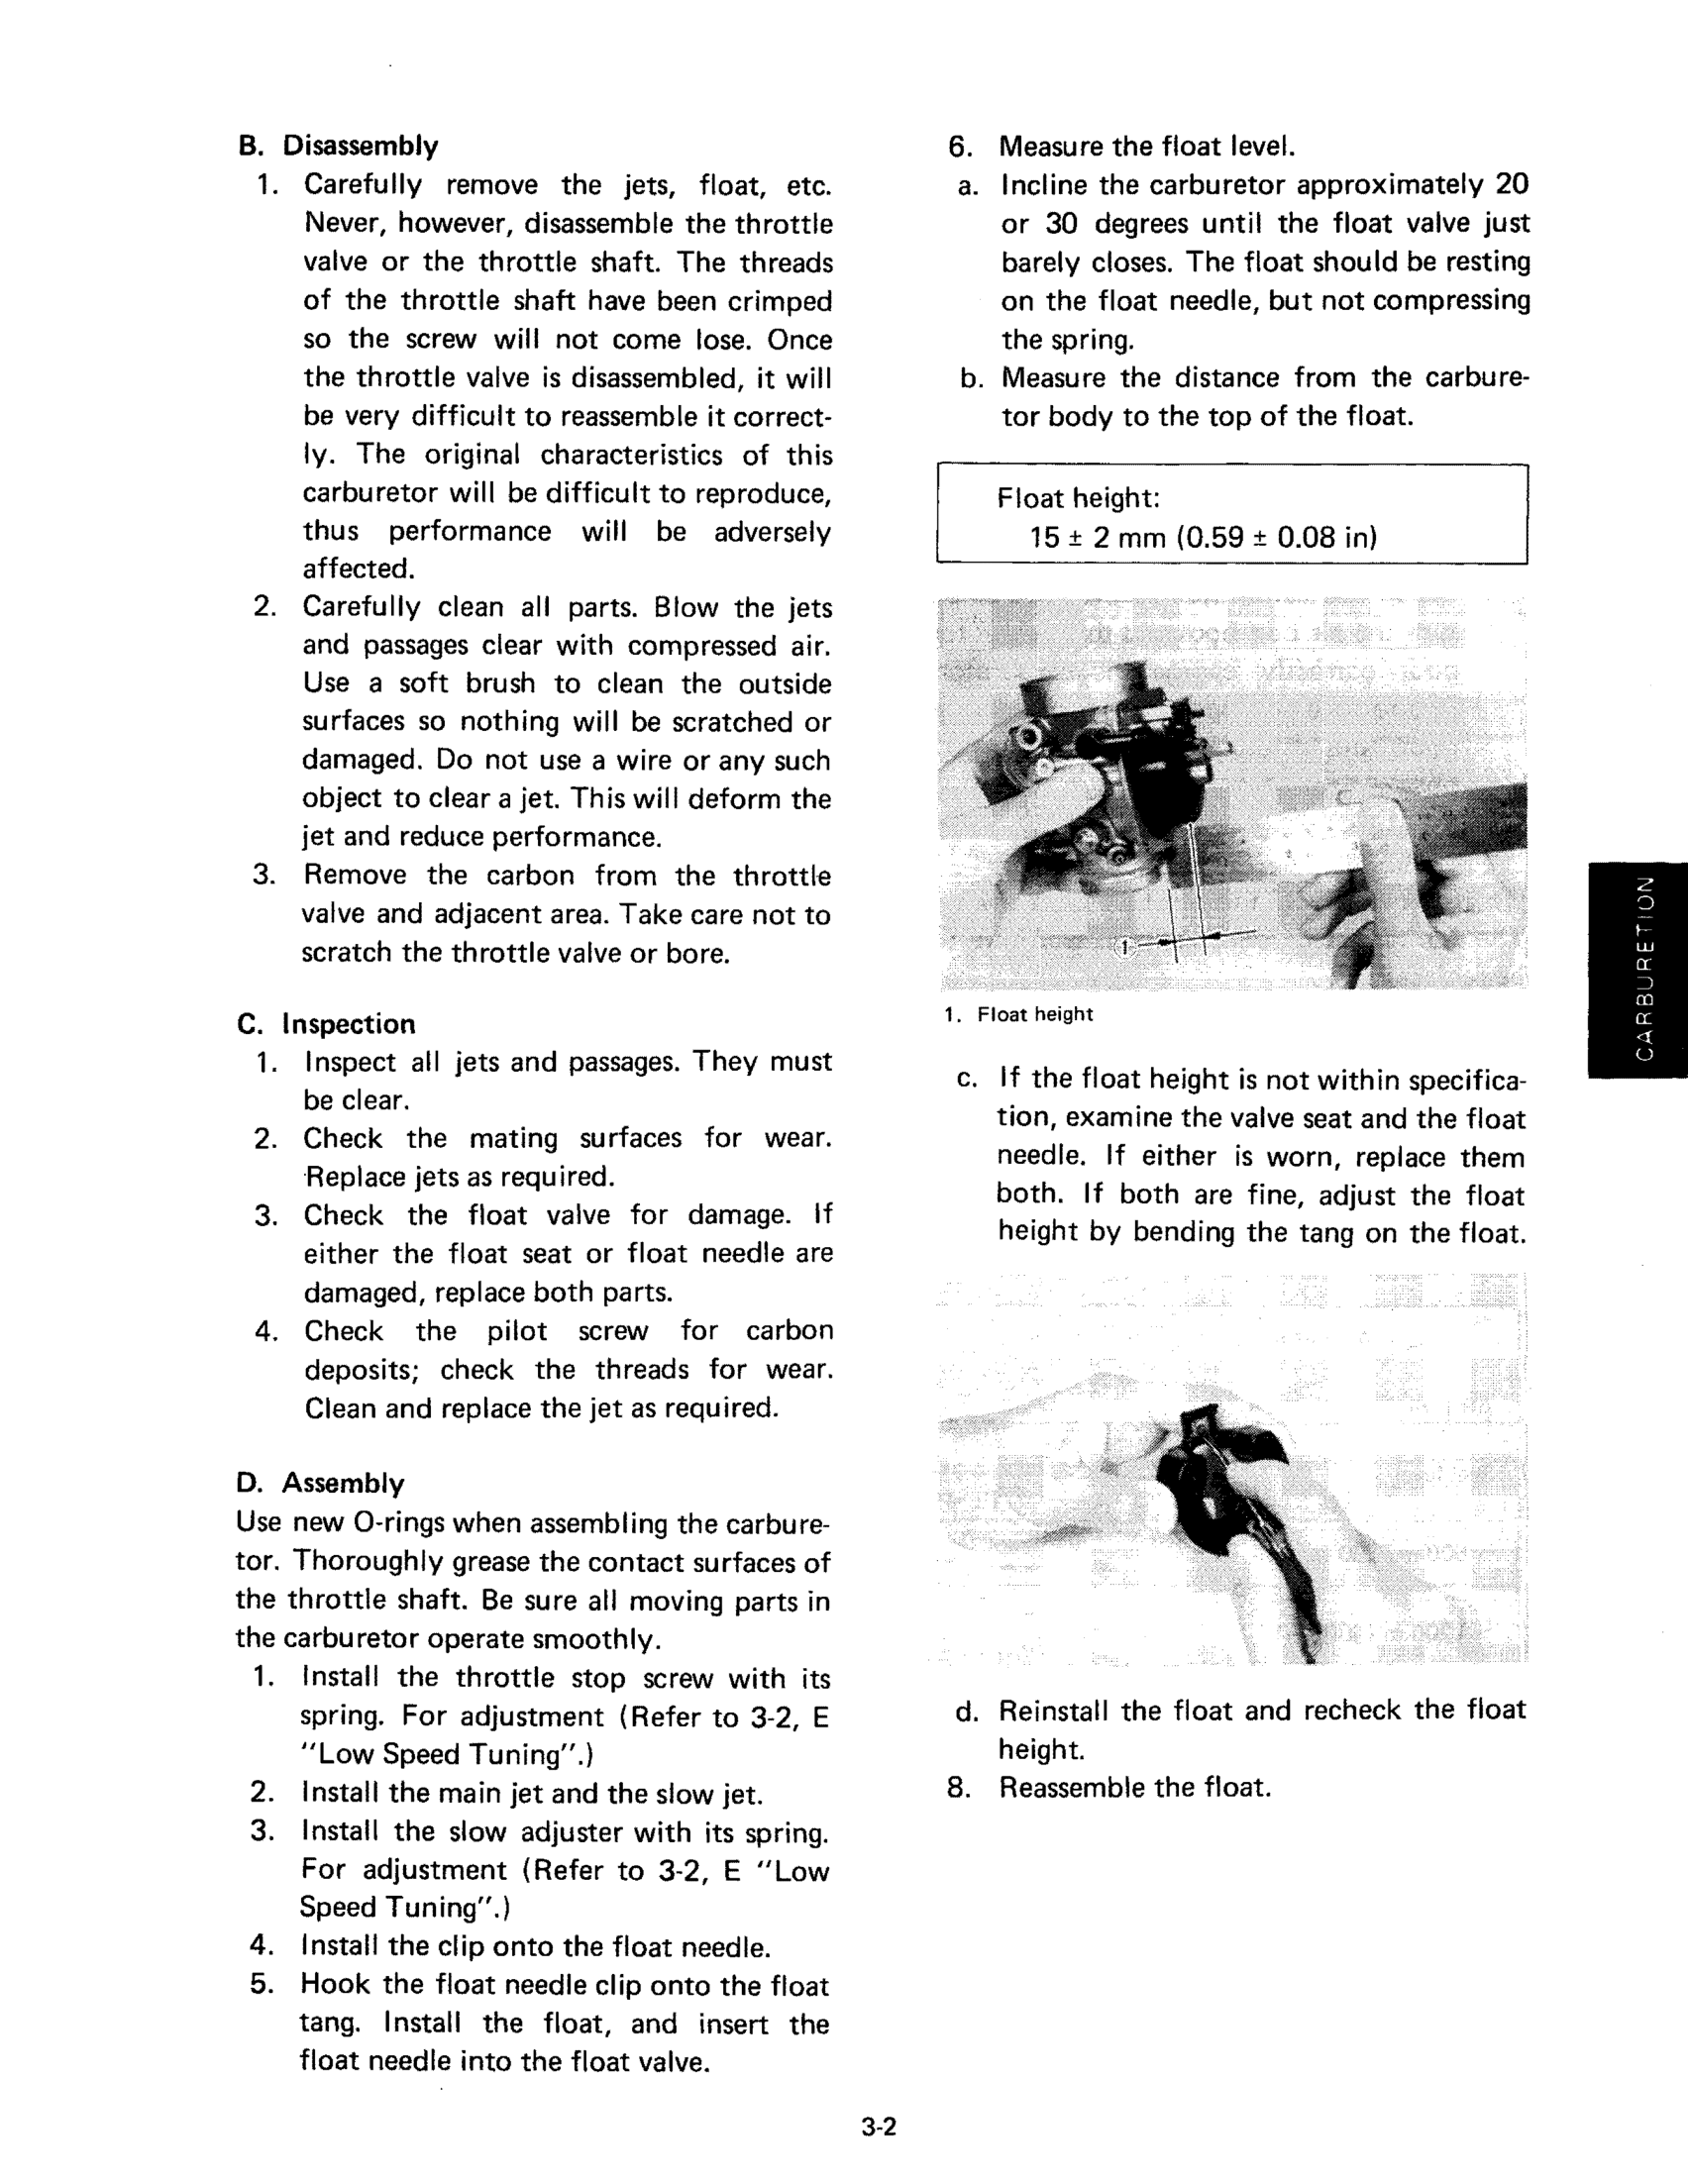 B. Disassembly
1. Carefully remove the jets, float, etc.
Never, however, disassemble the throttle
valve or the throttle shaft. The threads
of the throttle shaft have been crimped
so the screw will not come lose. Once
the throttle valve is disassembled, it will
be very difficult to reassemble it correct-
ly. The original characteristics of this
carburetor will be difficult to reproduce,
thus performance will be adversely
affected.
2. Carefully clean all parts. Blow the jets
and passages clear with compressed air.
Use a soft brush to clean the outside
surfaces so nothing will be scratched or
damaged. Do not use a wire or any such
object to clear a jet. This will deform the
jet and reduce performance.
3. Remove the carbon from the throttle
valve and adjacent area. Take care not to
scratch the throttle valve or bore.
C. Inspection
1. Inspect all jets and passages. They must
be clear.
2. Check the mating surfaces for wear.
Replace jets as required.
3. Check the float valve for damage. If
either the float seat or float needle are
damaged, replace both parts.
4. Check the pilot screw for carbon
deposits; check the threads for wear.
Clean and replace the jet as required.
D. Assembly
Use new O-rings when assembling the carbure-
tor. Thoroughly grease the contact surfaces of
the throttle shaft. Be sure all moving parts in
the carburetor operate smoothly.
1. Install the throttle stop screw with its
spring. For adjustment (Refer to 3-2, E
"Low Speed Tuning".)
2. Install the main jet and the slow jet.
3. Install the slow adjuster with its spring.
For adjustment (Refer to 3-2, E "Low
Speed Tuning".)
4. Install the clip onto the float needle.
5. Hook the float needle clip onto the float
tang. Install the float, and insert the
float needle into the float valve.
6. Measure the float level.
a. Incline the carburetor approximately 20
or 30 degrees until the float valve just
barely closes. The float should be resting
on the float needle, but not compressing
the spring.
b. Measure the distance from the carbure-
tor body to the top of the float.
Float height:
15 ± 2 mm (0.59 ± 0.08 in)
1
1. Float height
c. If the float height is not within specifica-
tion, examine the valve seat and the float
needle. If either is worn, replace them
both. If both are fine, adjust the float
height by bending the tang on the float.
d. Reinstall the float and recheck the float
height.
8. Reassemble the float.
CARBURETION
3-2